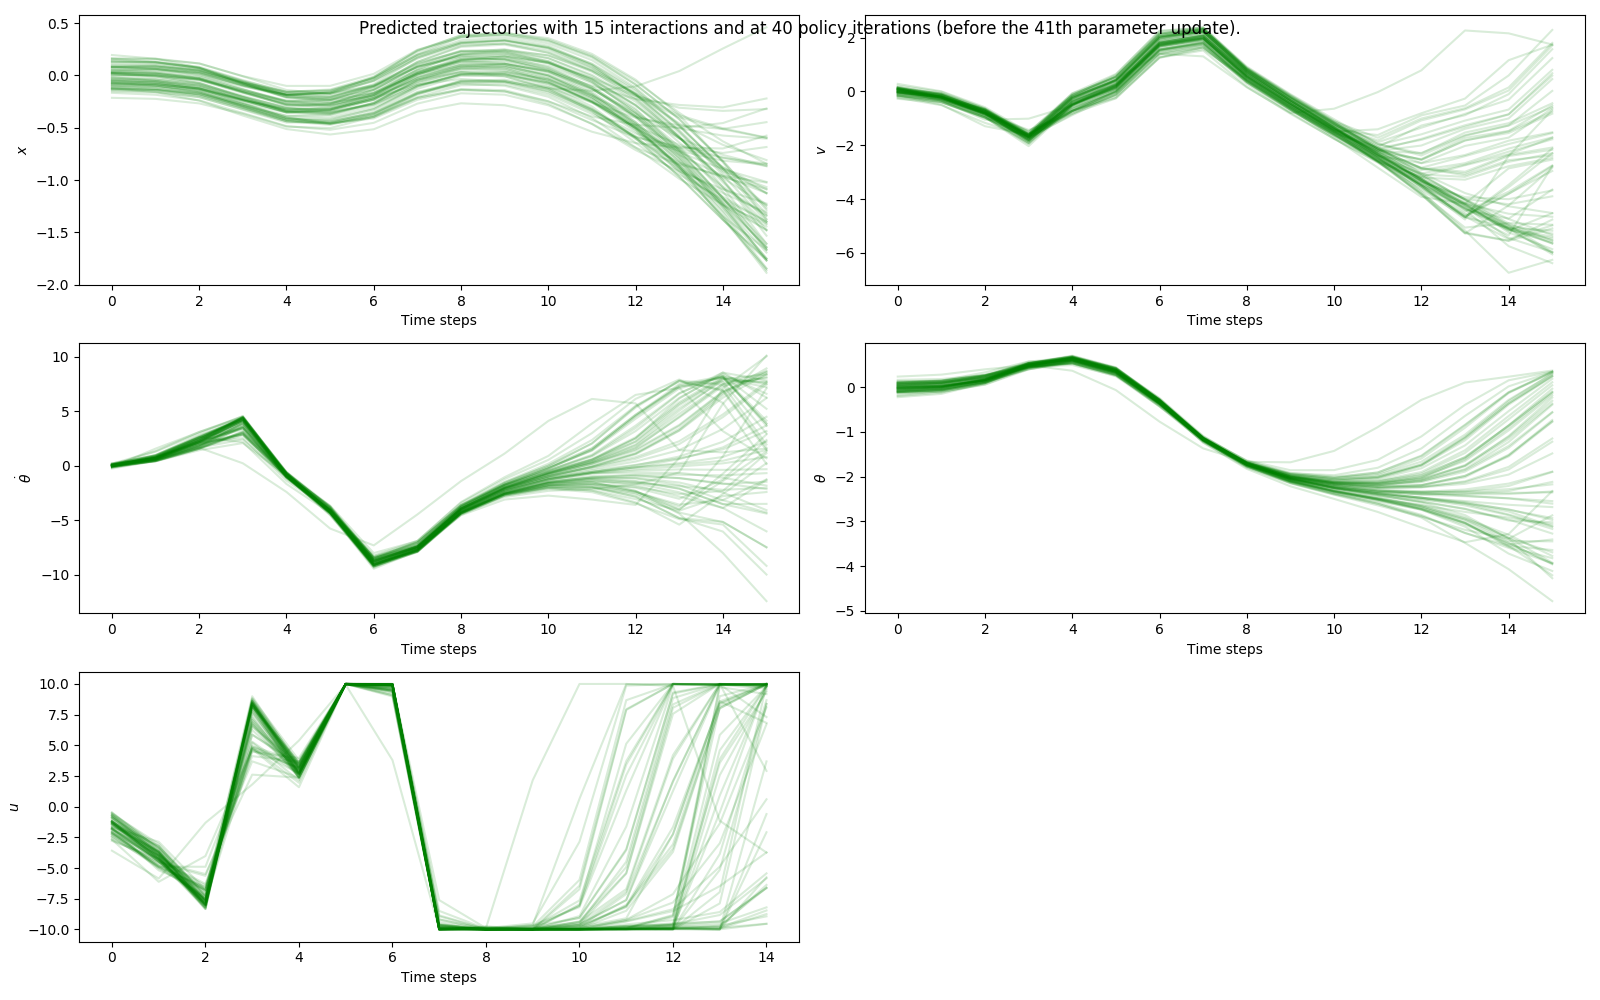 Predicted trajectories with 15 interactions and at 40 policy iterations (before the 41th parameter update).
0.5
0.0
−0.5
−1.0
−1.5
−2.0
x
0 2 4 6 8 10 12 14
Time steps
2
0
−2
−4
−6
v
0 2 4 6 8 10 12 14
Time steps
10
5
0
−5
−10
θ̇
0 2 4 6 8 10 12 14
Time steps
0
−1
−2
−3
−4
−5
θ
0 2 4 6 8 10 12 14
Time steps
10.0
7.5
5.0
2.5
0.0
−2.5
−5.0
−7.5
−10.0
u
0 2 4 6 8 10 12 14
Time steps